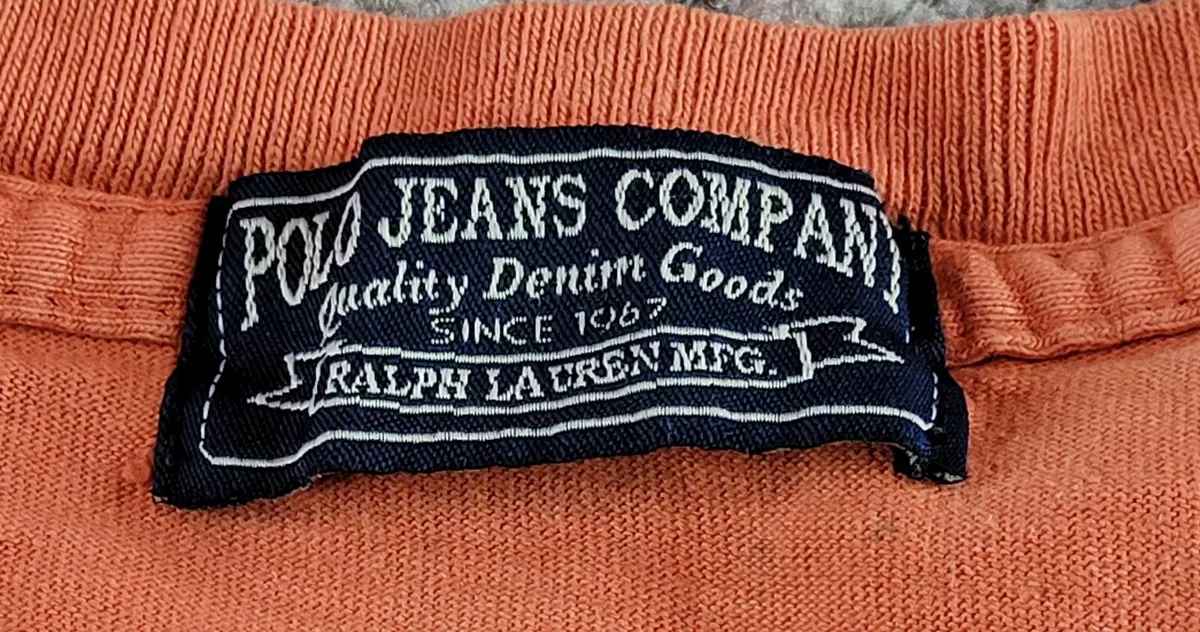 POLO JEANS COMPANY
Quality Denim Goods
SINCE 1967
RALPH LAUREN MFG.